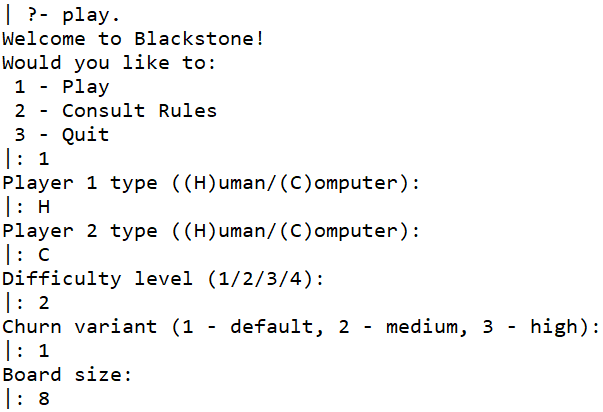 | ?- play.
Welcome to Blackstone!
Would you like to:
 1 - Play
 2 - Consult Rules
 3 - Quit
|: 1
Player 1 type ((H)uman/(C)omputer):
|: H
Player 2 type ((H)uman/(C)omputer):
|: C
Difficulty level (1/2/3/4):
|: 2
Churn variant (1 - default, 2 - medium, 3 - high):
|: 1
Board size:
|: 8